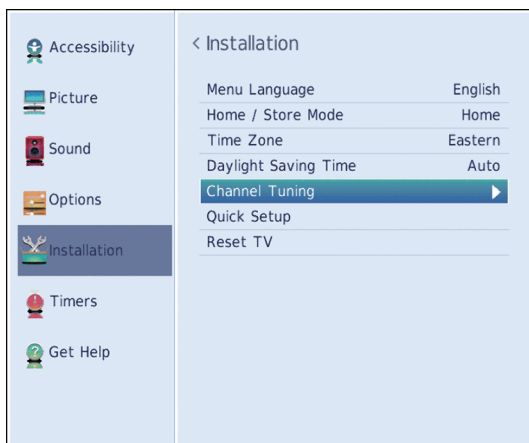 Accessibility
Picture
Sound
Options
Installation
Timers
Get Help
< Installation
Menu Language English
Home / Store Mode Home
Time Zone Eastern
Daylight Saving Time Auto
Channel Tuning
Quick Setup
Reset TV